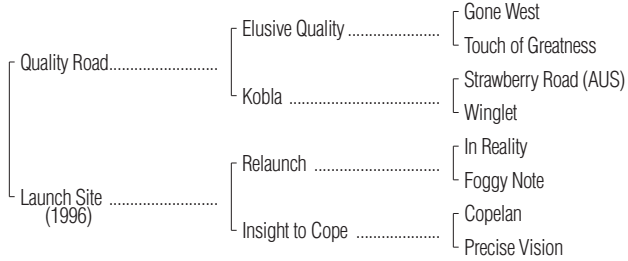 Gone West
Elusive Quality
Touch of Greatness
Quality Road
Strawberry Road (AUS)
Kobla
Winglet
In Reality
Relaunch
Foggy Note
Launch Site
(1996)
Copelan
Insight to Cope
Precise Vision